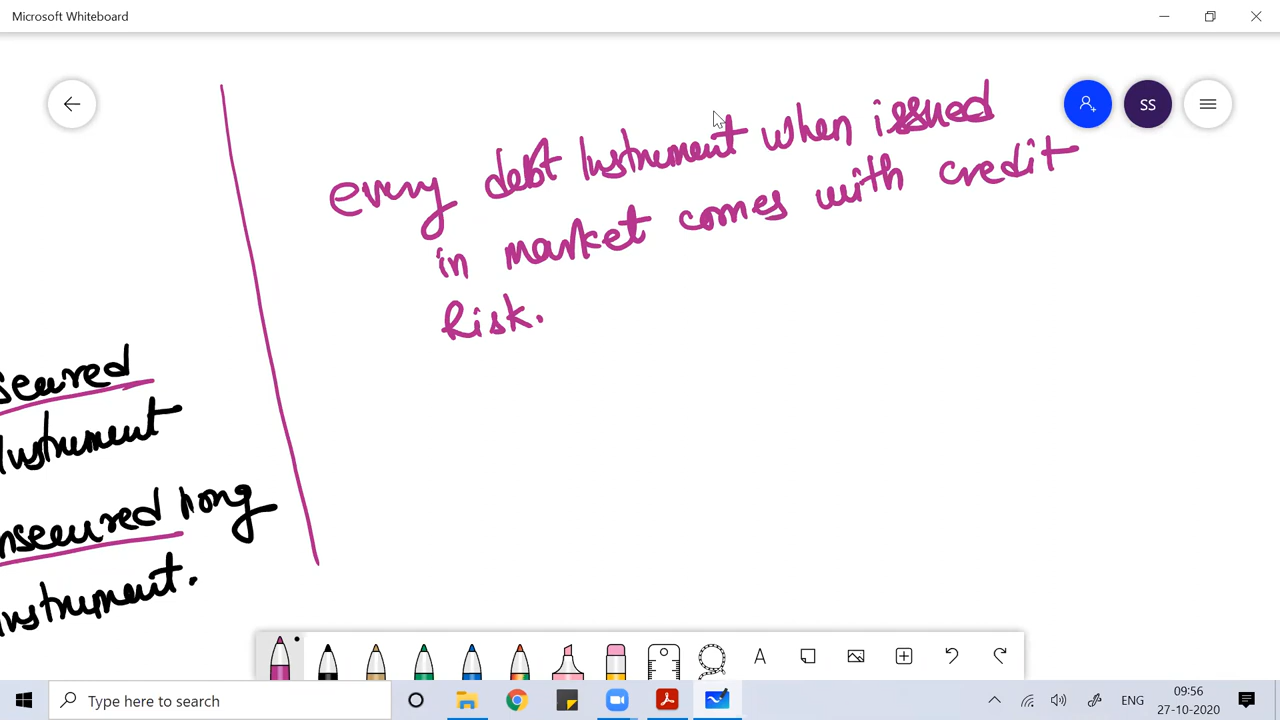 Microsoft Whiteboard
SS
every debt Instrument when issued
in market comes with credit
Risk.
secured
Instrument
unsecured long
instrument.
A
Type here to search
ENG
09:56
27-10-2020